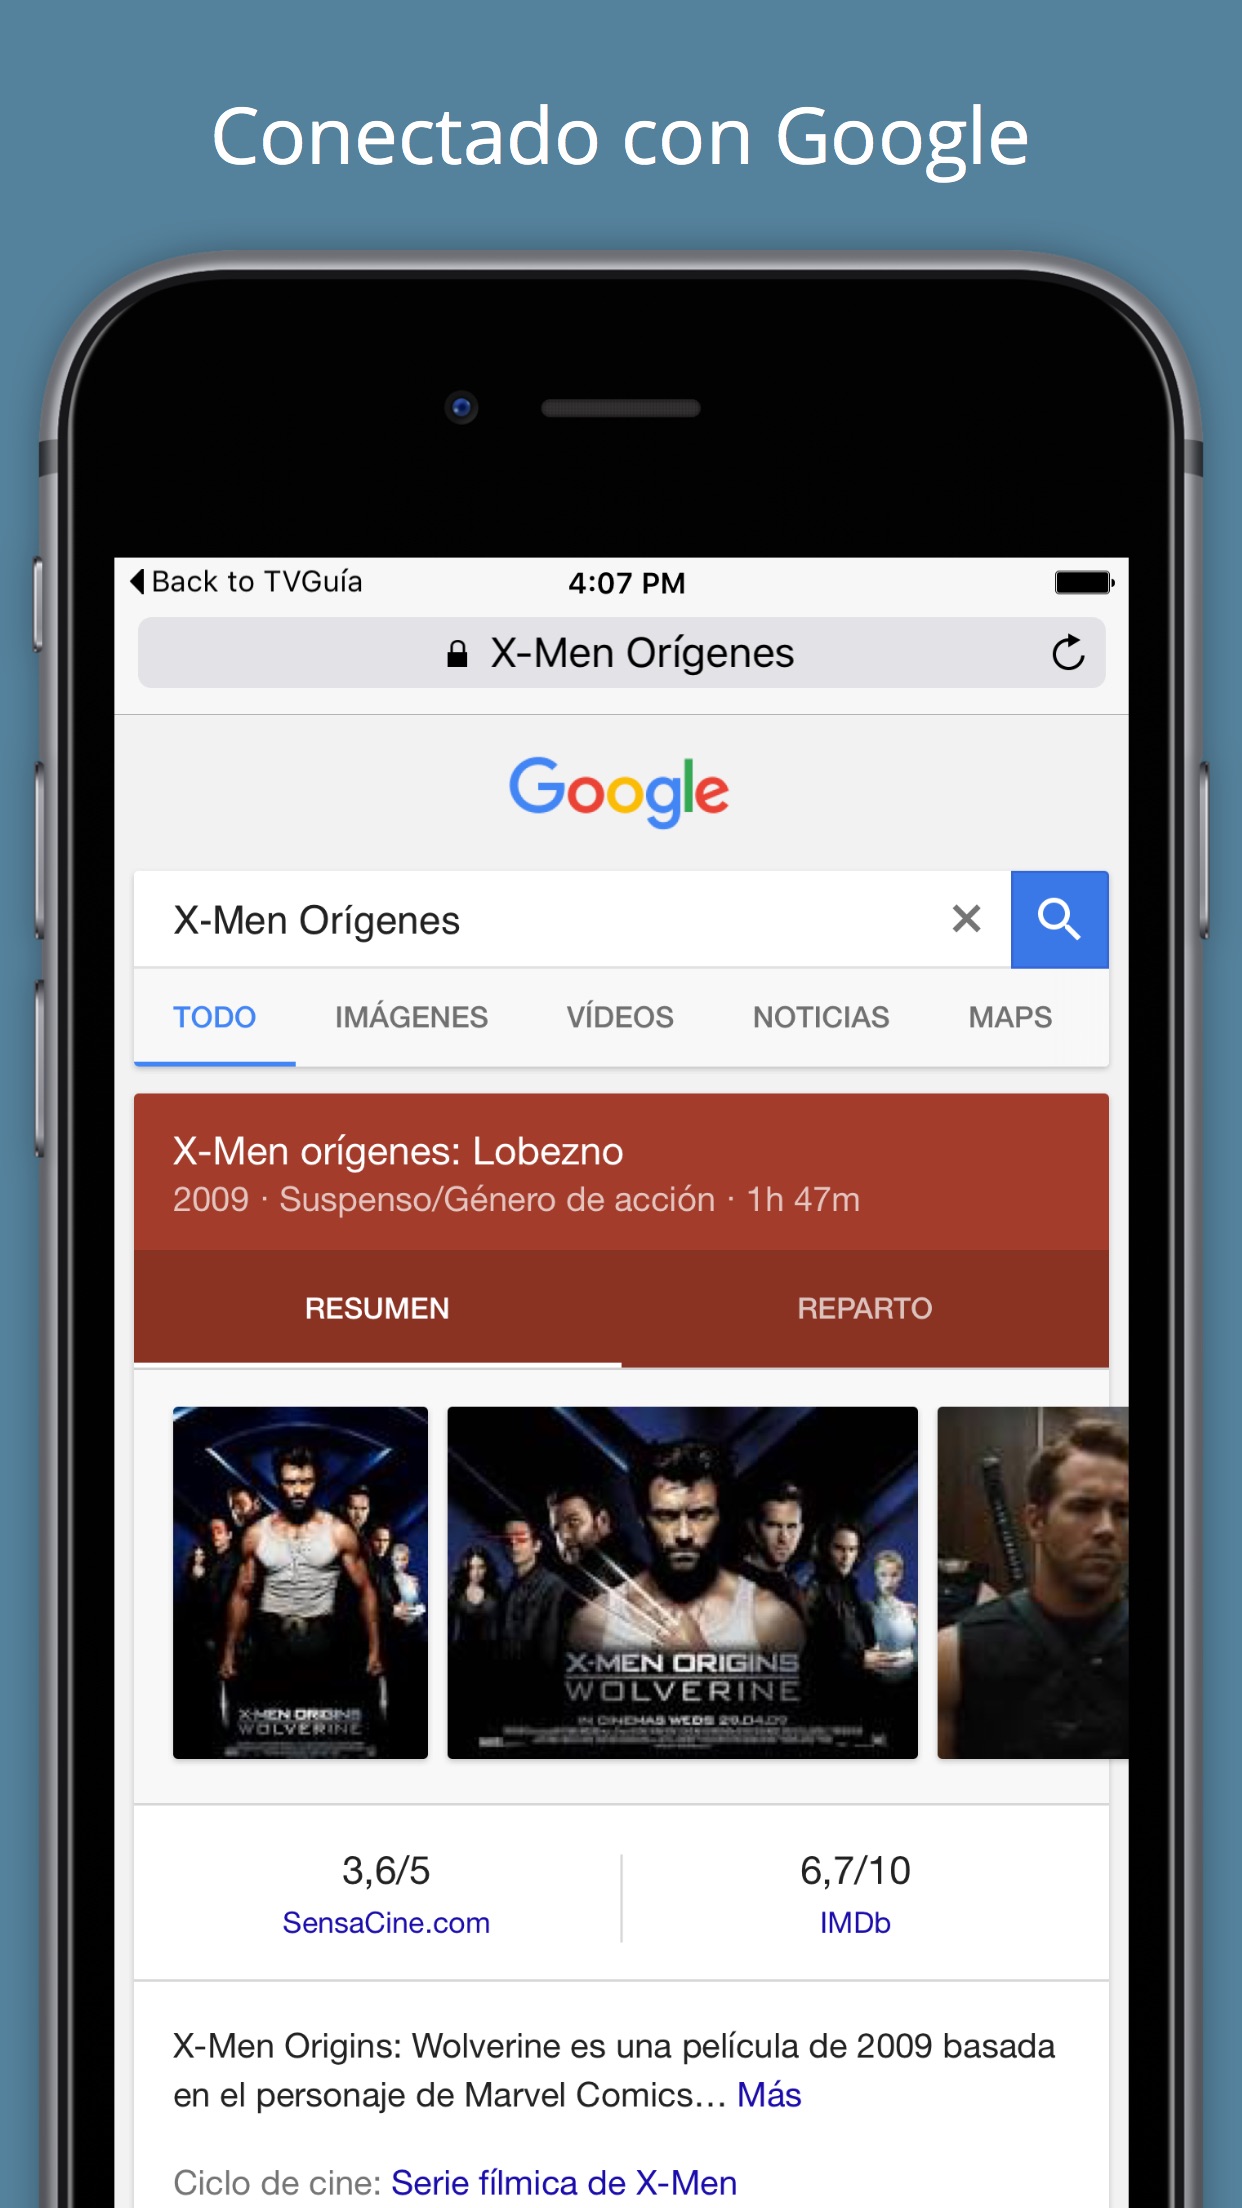 Conectado con Google
Back to TVGuía
4:07 PM
X-Men Orígenes
Google
X-Men Orígenes
TODO IMÁGENES VÍDEOS NOTICIAS MAPS
X-Men orígenes: Lobezno
2009 · Suspenso/Género de acción · 1h 47m
RESUMEN REPARTO
X-MEN ORIGINS
WOLVERINE
X-MEN ORIGINS
WOLVERINE
IN CINEMAS WEDS 29.04.09
3,6/5
SensaCine.com
6,7/10
IMDb
X-Men Origins: Wolverine es una película de 2009 basada
en el personaje de Marvel Comics... Más
Ciclo de cine: Serie fílmica de X-Men